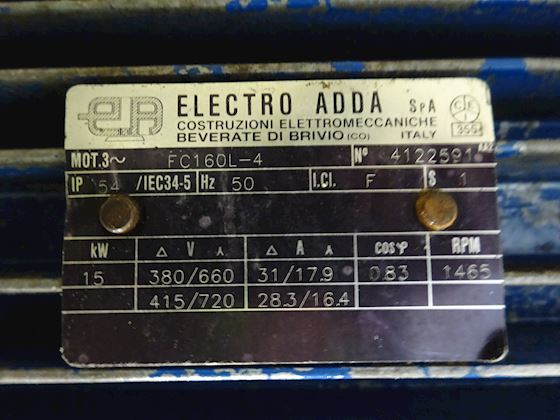 ELECTRO ADDA SpA
COSTRUZIONI ELETTROMECCANICHE
BEVERATE DI BRIVIO (CO) ITALY
CEI
355
MOT.3~ FC160L-4 Nº 4122591
IP 54 /IEC34-5 Hz 50 I.Cl. F S 1
kW Δ V ⅄ Δ A ⅄ cosφ RPM
15 380/660 31/17.9 0.83 1465
415/720 28.3/16.4